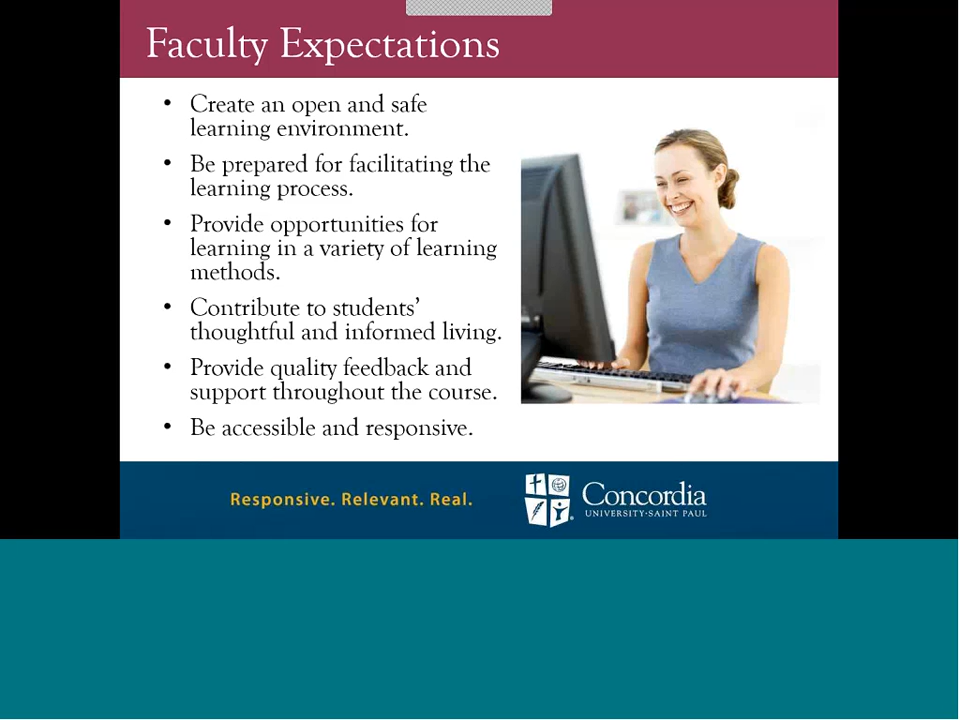 Faculty Expectations
• Create an open and safe
learning environment.
• Be prepared for facilitating the
learning process.
• Provide opportunities for
learning in a variety of learning
methods.
• Contribute to students’
thoughtful and informed living.
• Provide quality feedback and
support throughout the course.
• Be accessible and responsive.
Responsive. Relevant. Real.
Concordia
UNIVERSITY·SAINT PAUL